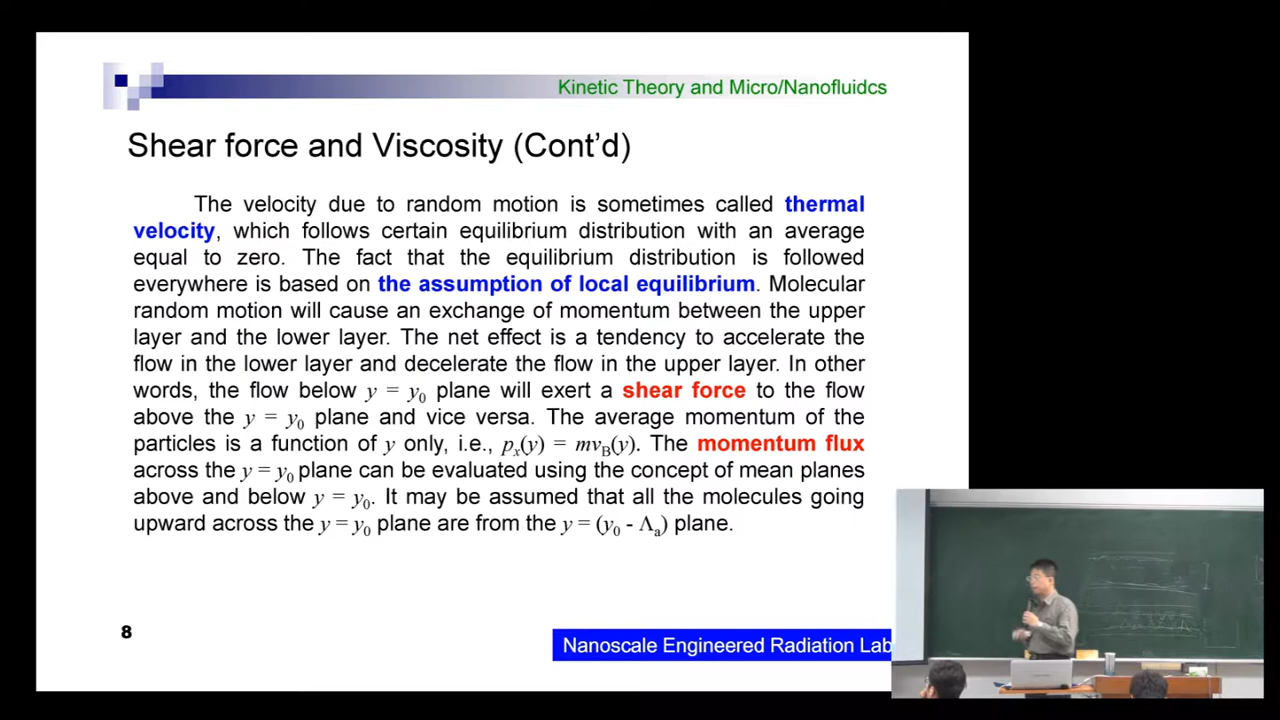 Kinetic Theory and Micro/Nanofluidcs
Shear force and Viscosity (Cont’d)
The velocity due to random motion is sometimes called thermal
velocity, which follows certain equilibrium distribution with an average
equal to zero. The fact that the equilibrium distribution is followed
everywhere is based on the assumption of local equilibrium. Molecular
random motion will cause an exchange of momentum between the upper
layer and the lower layer. The net effect is a tendency to accelerate the
flow in the lower layer and decelerate the flow in the upper layer. In other
words, the flow below y = y₀ plane will exert a shear force to the flow
above the y = y₀ plane and vice versa. The average momentum of the
particles is a function of y only, i.e., pₓ(y) = mv_B(y). The momentum flux
across the y = y₀ plane can be evaluated using the concept of mean planes
above and below y = y₀. It may be assumed that all the molecules going
upward across the y = y₀ plane are from the y = (y₀ - Λₐ) plane.
8
Nanoscale Engineered Radiation Lab